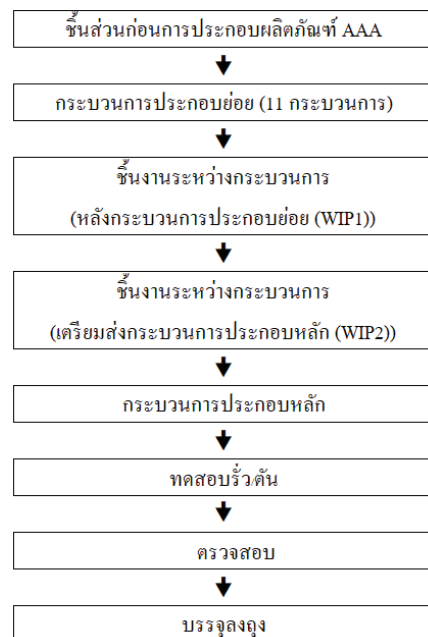 ชิ้นส่วนก่อนการประกอบผลิตภัณฑ์ AAA
กระบวนการประกอบย่อย (11 กระบวนการ)
ชิ้นงานระหว่างกระบวนการ
(หลังกระบวนการประกอบย่อย (WIP1))
ชิ้นงานระหว่างกระบวนการ
(เตรียมส่งกระบวนการประกอบหลัก (WIP2))
กระบวนการประกอบหลัก
ทดสอบรั่ว/ตัน
ตรวจสอบ
บรรจุลงถุง